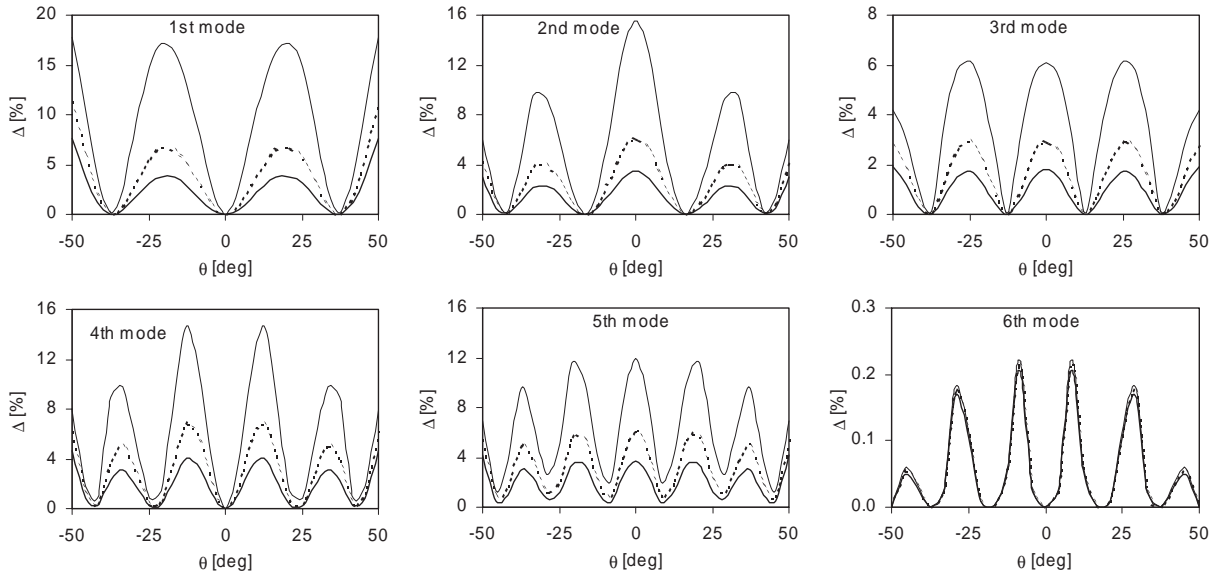 1st mode
20
15
10
5
0
Δ [%]
-50 -25 0 25 50
θ [deg]
2nd mode
16
12
8
4
0
Δ [%]
-50 -25 0 25 50
θ [deg]
3rd mode
8
6
4
2
0
Δ [%]
-50 -25 0 25 50
θ [deg]
4th mode
16
12
8
4
0
Δ [%]
-50 -25 0 25 50
θ [deg]
5th mode
16
12
8
4
0
Δ [%]
-50 -25 0 25 50
θ [deg]
6th mode
0.3
0.2
0.1
0.0
Δ [%]
-50 -25 0 25 50
θ [deg]